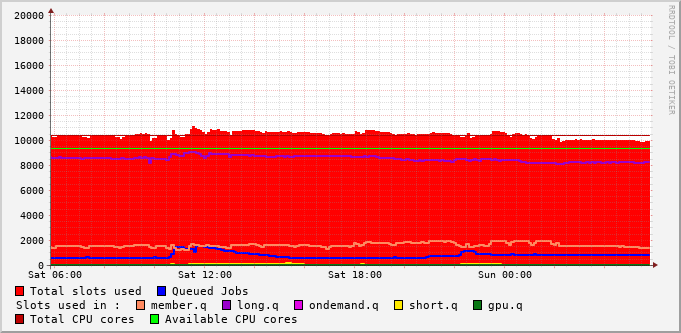 20000
18000
16000
14000
12000
10000
8000
6000
4000
2000
0
Sat 06:00 Sat 12:00 Sat 18:00 Sun 00:00
Total slots used Queued Jobs
Slots used in : member.q long.q ondemand.q short.q gpu.q
Total CPU cores Available CPU cores
RRDTOOL / TOBI OETIKER